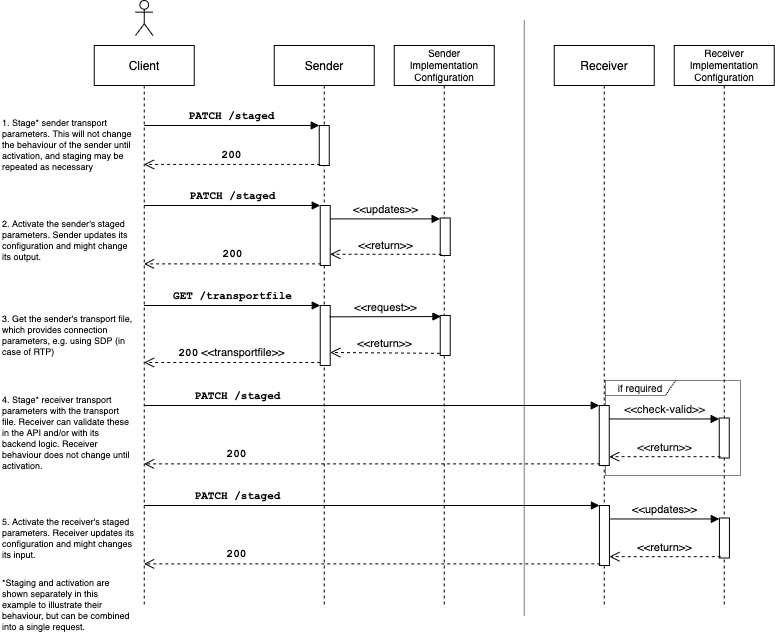 Client
Sender
Sender
Implementation
Configuration
Receiver
Receiver
Implementation
Configuration
1. Stage* sender transport
parameters. This will not change
the behaviour of the sender until
activation, and staging may be
repeated as necessary
PATCH /staged
200
2. Activate the sender's staged
parameters. Sender updates its
configuration and might change
its output.
PATCH /staged
<<updates>>
<<return>>
200
3. Get the sender's transport file,
which provides connection
parameters, e.g. using SDP (in
case of RTP)
GET /transportfile
<<request>>
<<return>>
200 <<transportfile>>
4. Stage* receiver transport
parameters with the transport
file. Receiver can validate these
in the API and/or with its
backend logic. Receiver
behaviour does not change until
activation.
PATCH /staged
if required
<<check-valid>>
<<return>>
200
5. Activate the receiver's staged
parameters. Receiver updates its
configuration and might changes
its input.
PATCH /staged
<<updates>>
<<return>>
200
*Staging and activation are
shown separately in this
example to illustrate their
behaviour, but can be combined
into a single request.